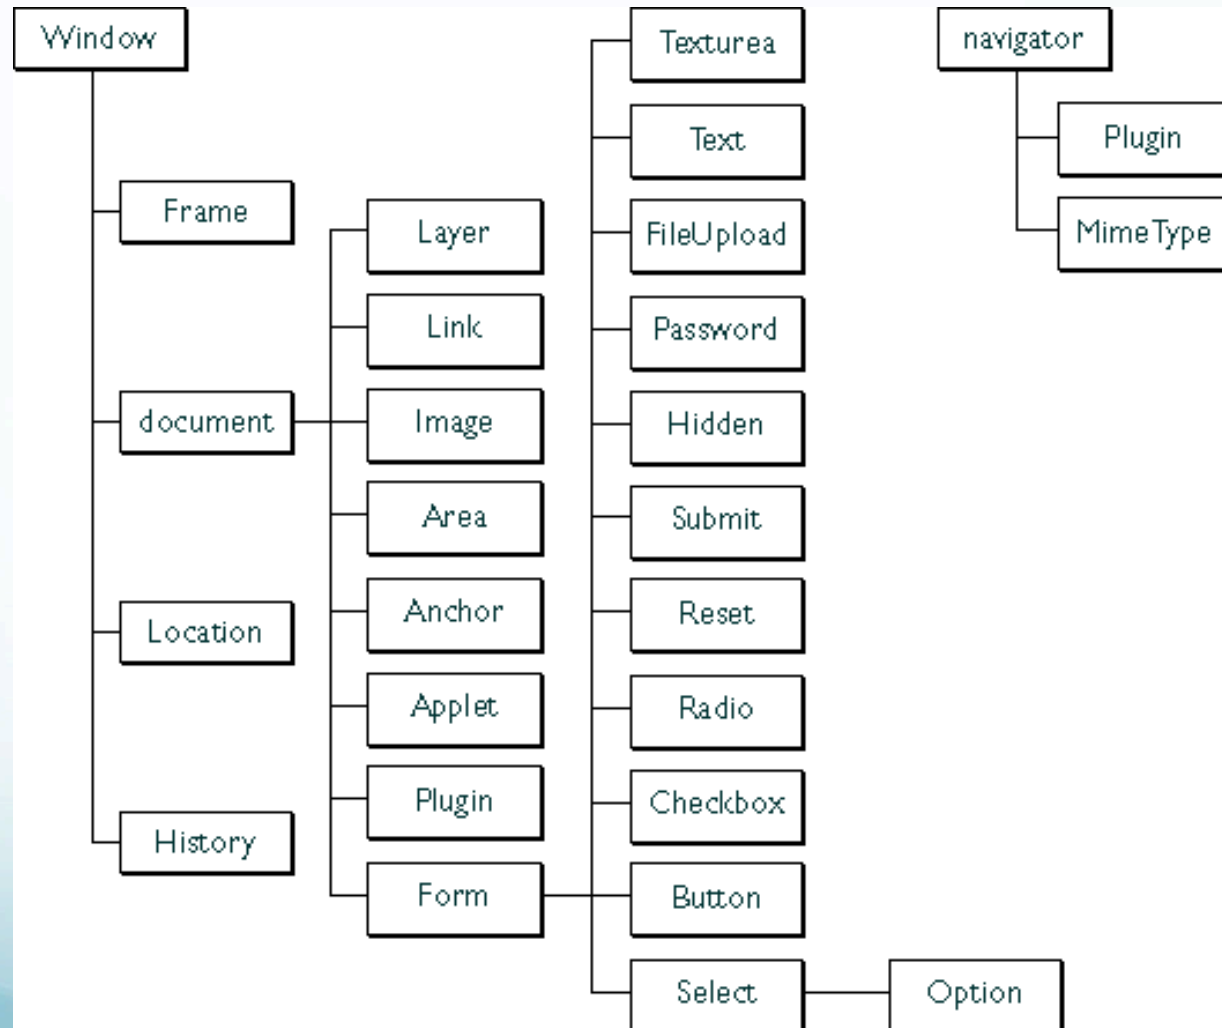 Window
Frame
document
Location
History
Layer
Link
Image
Area
Anchor
Applet
Plugin
Form
Texturea
Text
FileUpload
Password
Hidden
Submit
Reset
Radio
Checkbox
Button
Select
Option
navigator
Plugin
MimeType